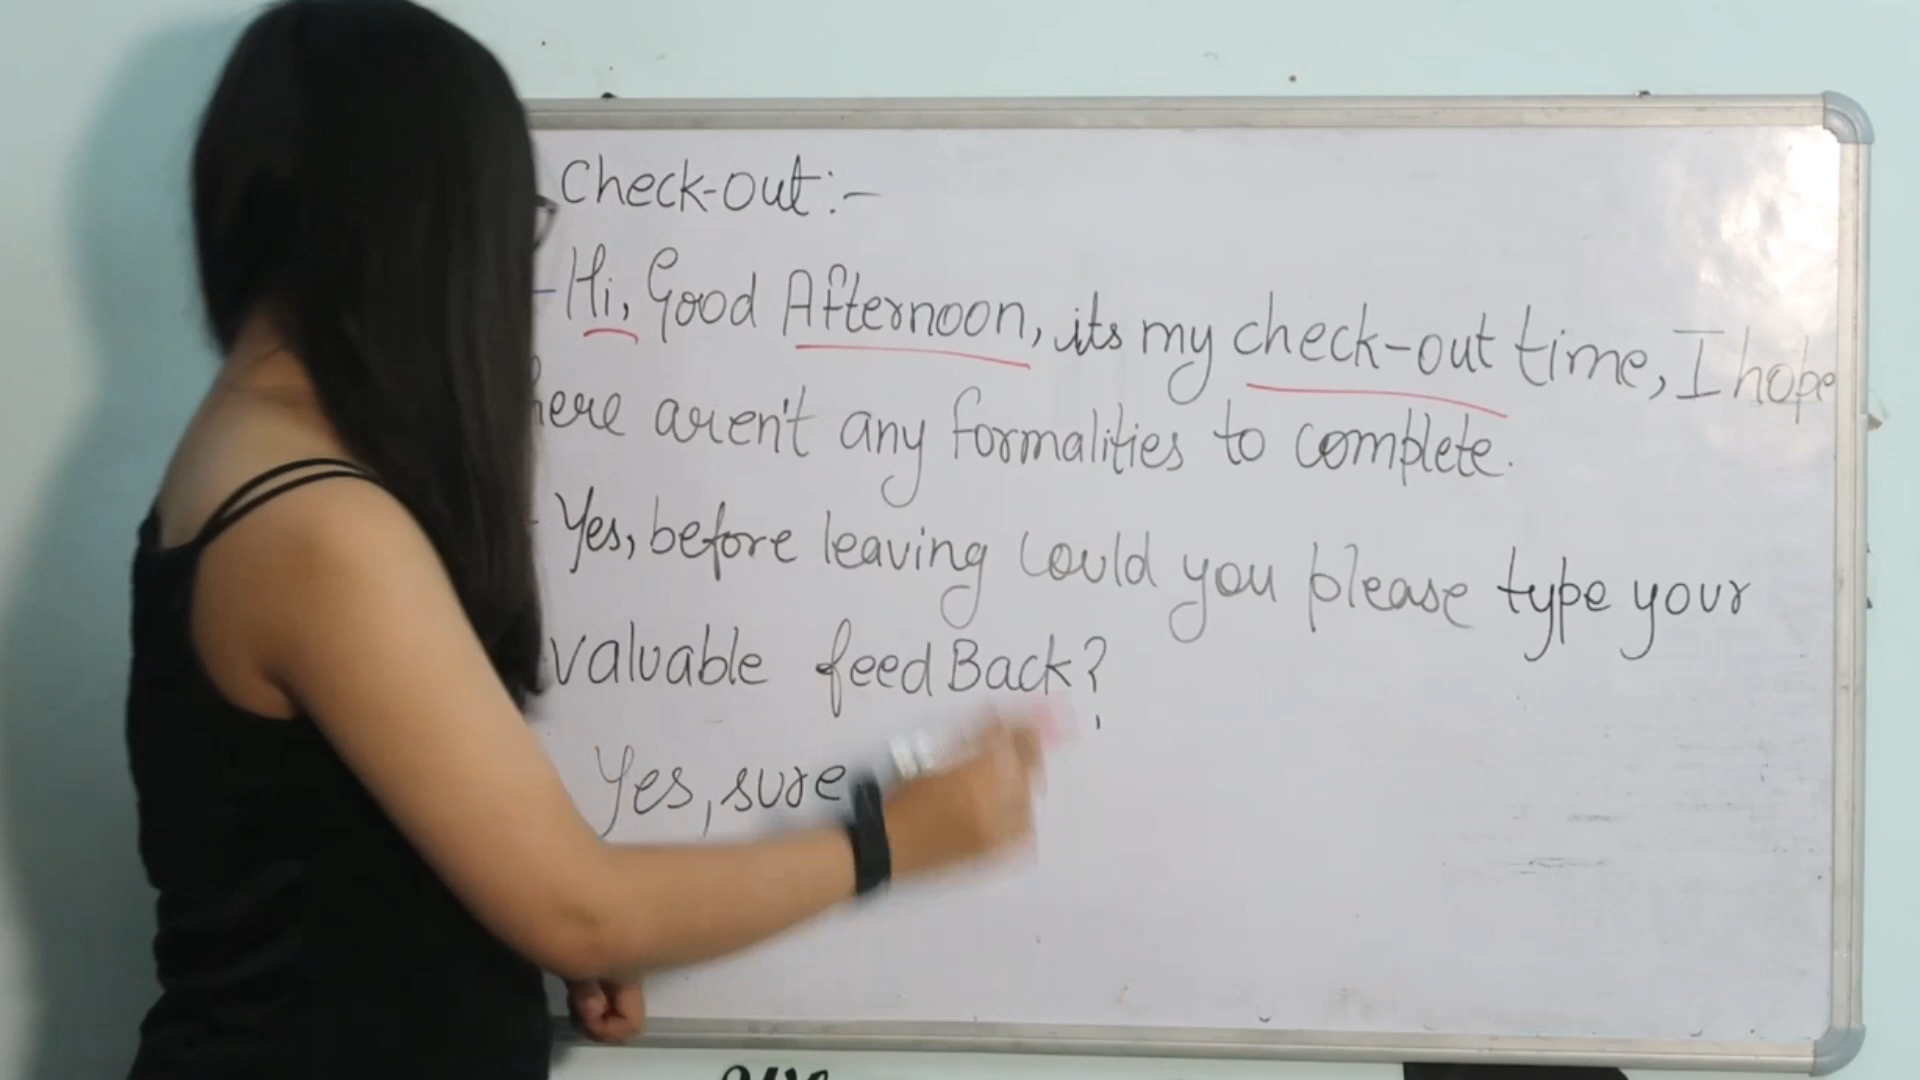 Check-out:-
-Hi, Good Afternoon, its my check-out time, I hope
here aren't any formalities to complete.
- Yes, before leaving could you please type your
valuable feedBack?
Yes, sure